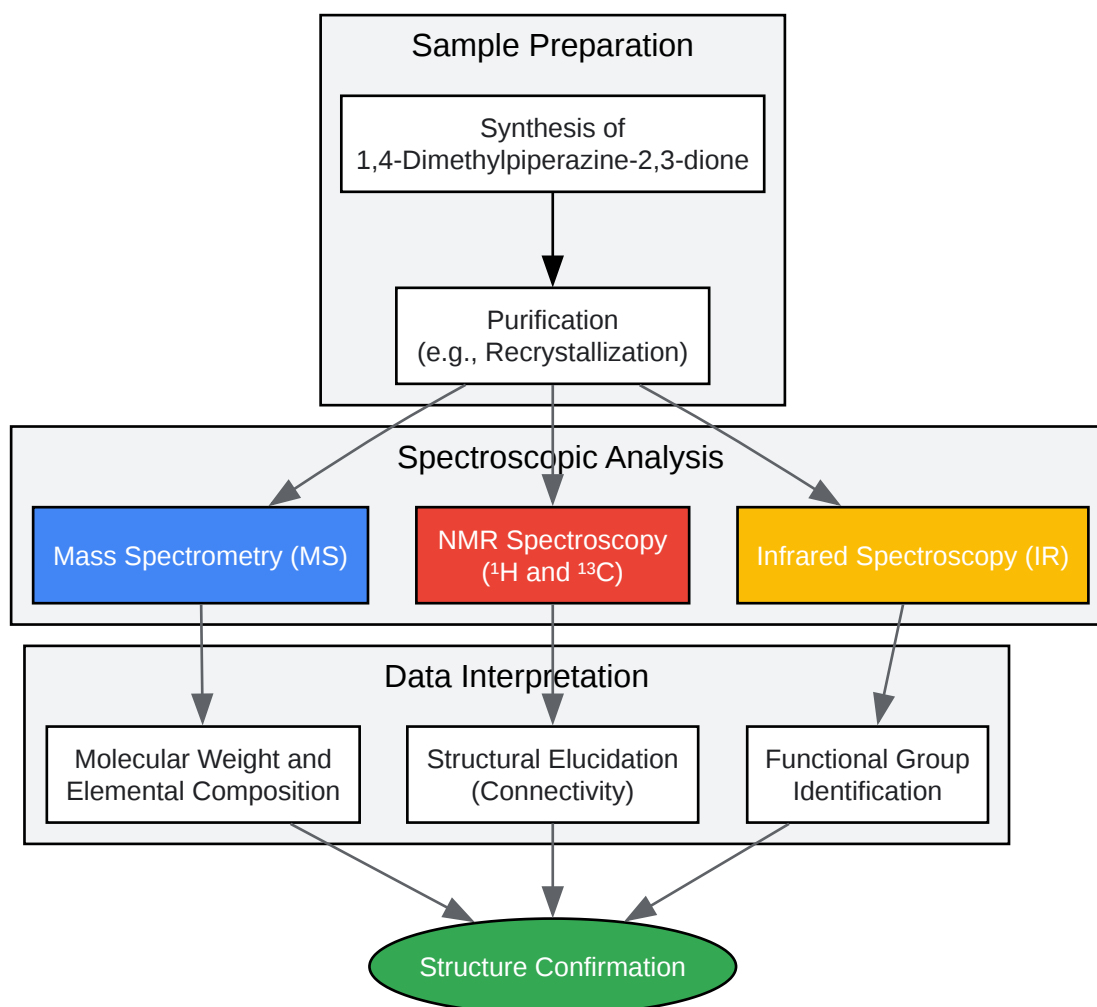 Sample Preparation
Synthesis of
1,4-Dimethylpiperazine-2,3-dione
Purification
(e.g., Recrystallization)
Spectroscopic Analysis
Mass Spectrometry (MS)
NMR Spectroscopy
(¹H and ¹³C)
Infrared Spectroscopy (IR)
Data Interpretation
Molecular Weight and
Elemental Composition
Structural Elucidation
(Connectivity)
Functional Group
Identification
Structure Confirmation